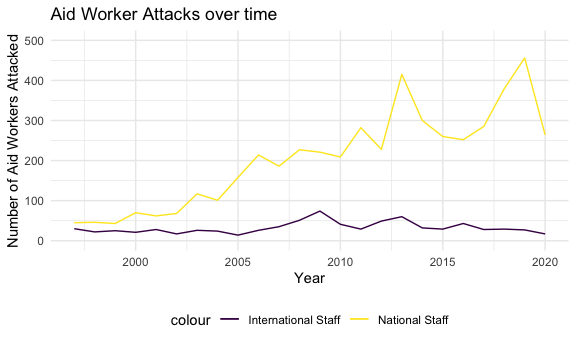 Aid Worker Attacks over time
Number of Aid Workers Attacked
500
400
300
200
100
0
2000 2005 2010 2015 2020
Year
colour International Staff National Staff